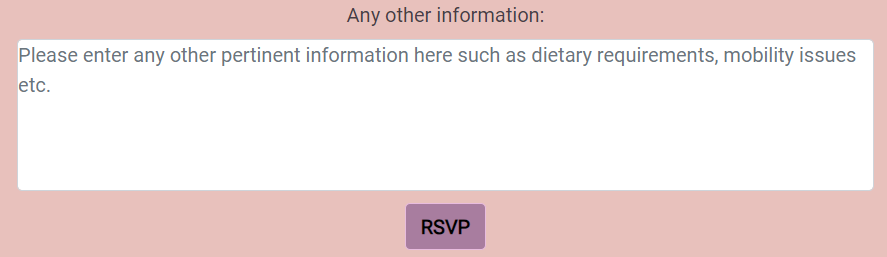 Any other information:
Please enter any other pertinent information here such as dietary requirements, mobility issues
etc.
RSVP